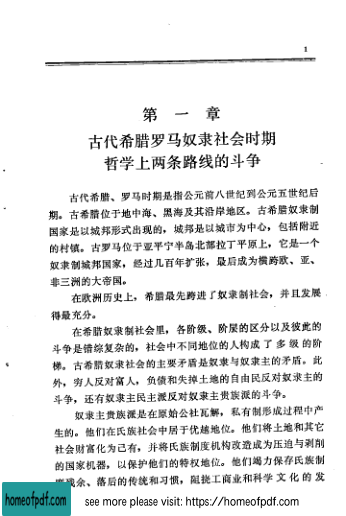 1
第一章
古代希腊罗马奴隶社会时期
哲学上两条路线的斗争
古代希腊、罗马时期是指公元前八世纪到公元五世纪后
期。古希腊位于地中海、黑海及其沿岸地区。古希腊奴隶制
国家是以城邦形式出现的，城邦是以城市为中心，包括附近
的村镇。古罗马位于亚平宁半岛北部拉丁平原上，它是一个
奴隶制城邦国家，经过几百年扩张，最后成为横跨欧、亚、
非三洲的大帝国。
在欧洲历史上，希腊最先跨进了奴隶制社会，并且发展
得最充分。
在希腊奴隶制社会里，各阶级、阶层的区分以及彼此的
斗争是错综复杂的，社会中不同地位的人构成了多级的阶
梯。古希腊奴隶社会的主要矛盾是奴隶与奴隶主的矛盾。此
外，穷人反对富人，负债和失掉土地的自由民反对奴隶主的
斗争，还有奴隶主民主派反对奴隶主贵族派的斗争。
奴隶主贵族派是在原始公社瓦解，私有制形成过程中产
生的。他们在氏族社会中居于优越地位。他们将土地和其它
社会财富化为己有，并将氏族制度机构改造成为压迫与剥削
的国家机器，以保护他们的特权地位。他们竭力保存氏族制
残余、落后的传统和习惯，阻挠工商业和科学文化的发
homeofpdf.com
see more please visit: https://homeofpdf.com